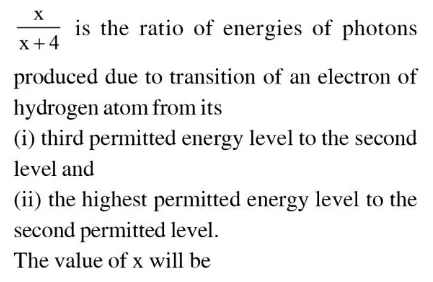 x/(x+4) is the ratio of energies of photons
produced due to transition of an electron of
hydrogen atom from its
(i) third permitted energy level to the second
level and
(ii) the highest permitted energy level to the
second permitted level.
The value of x will be